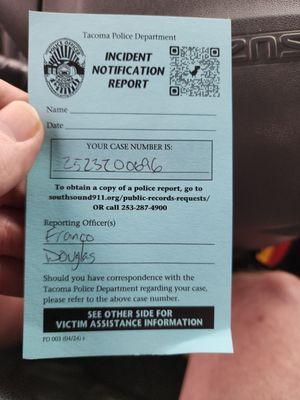 Tacoma Police Department
INCIDENT
NOTIFICATION
REPORT
Name
Date
YOUR CASE NUMBER IS:
2523200696
To obtain a copy of a police report, go to
southsound911.org/public-records-requests/
OR call 253-287-4900
Reporting Officer(s)
Franco
Douglas
Should you have correspondence with the
Tacoma Police Department regarding your case,
please refer to the above case number.
SEE OTHER SIDE FOR
VICTIM ASSISTANCE INFORMATION
PD 003 (04/24)